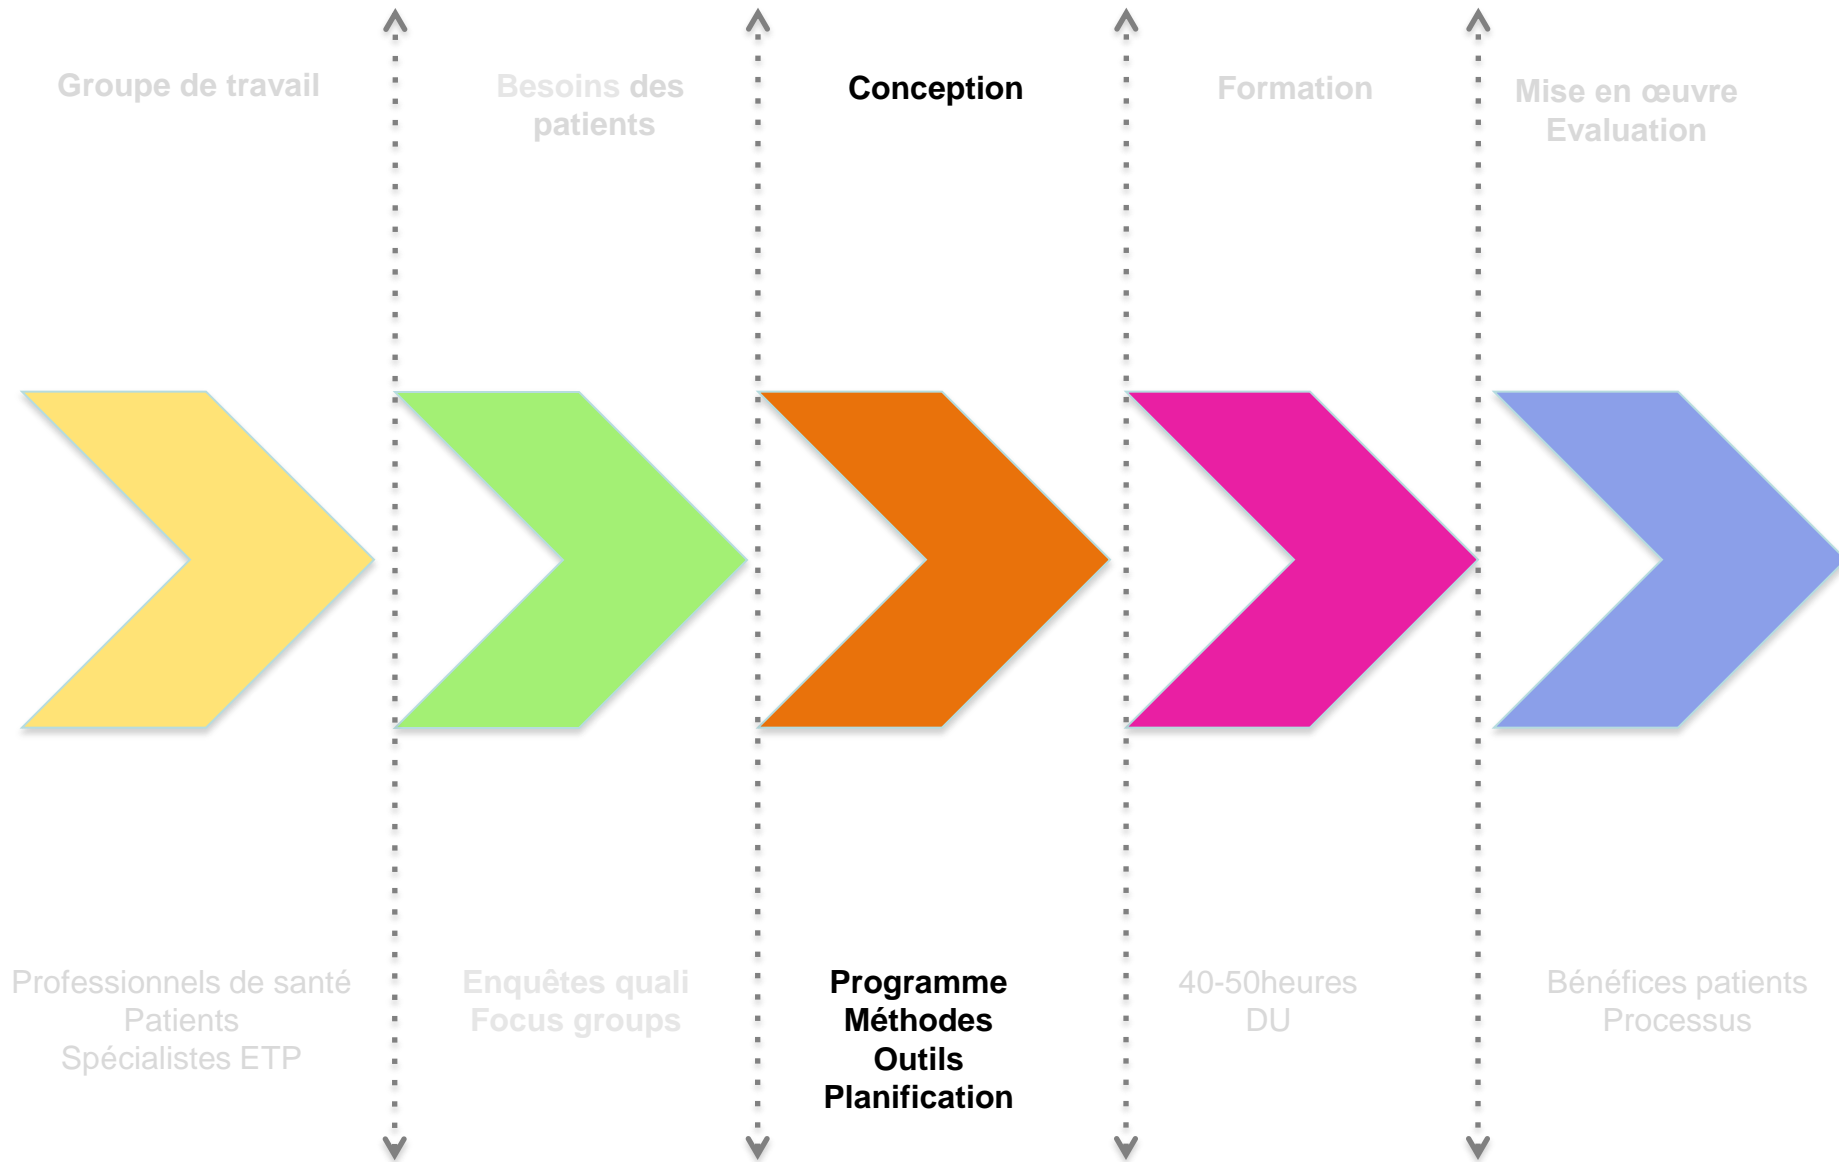 Groupe de travail
Besoins des
patients
Conception
Formation
Mise en œuvre
Evaluation
Professionnels de santé
Patients
Spécialistes ETP
Enquêtes quali
Focus groups
Programme
Méthodes
Outils
Planification
40-50heures
DU
Bénéfices patients
Processus